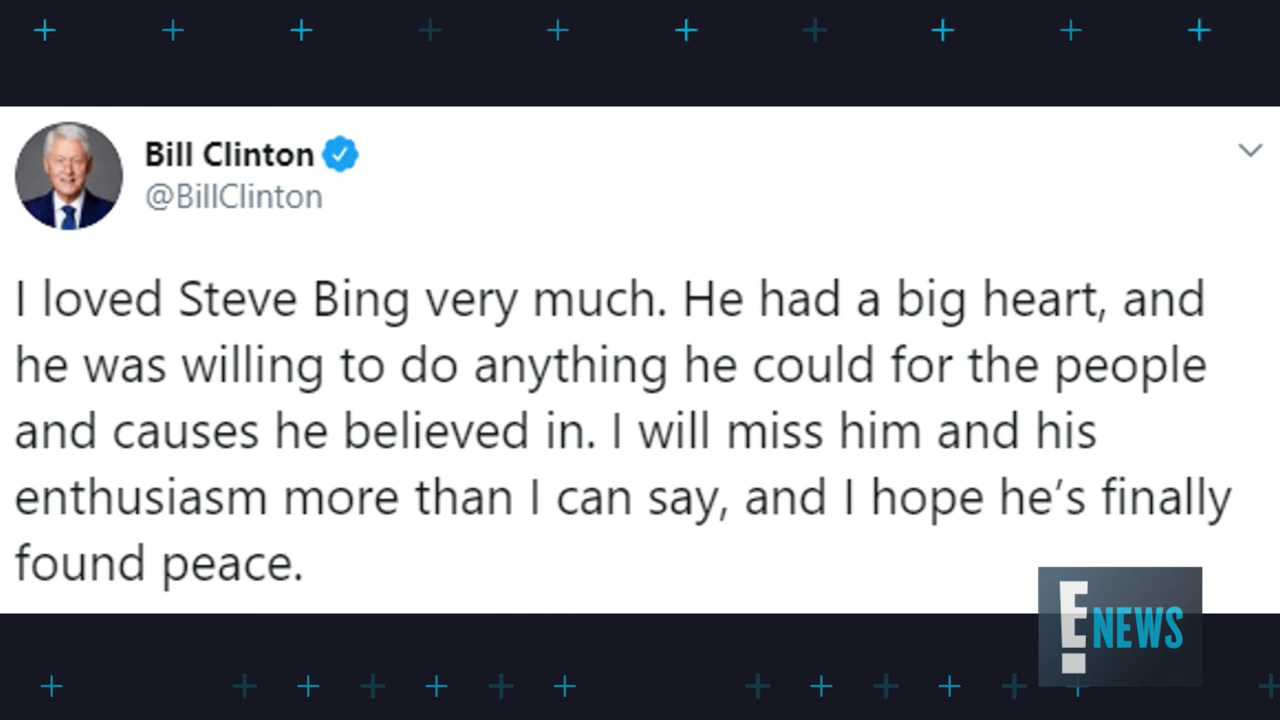 Bill Clinton
@BillClinton
I loved Steve Bing very much. He had a big heart, and
he was willing to do anything he could for the people
and causes he believed in. I will miss him and his
enthusiasm more than I can say, and I hope he’s finally
found peace.
E! NEWS